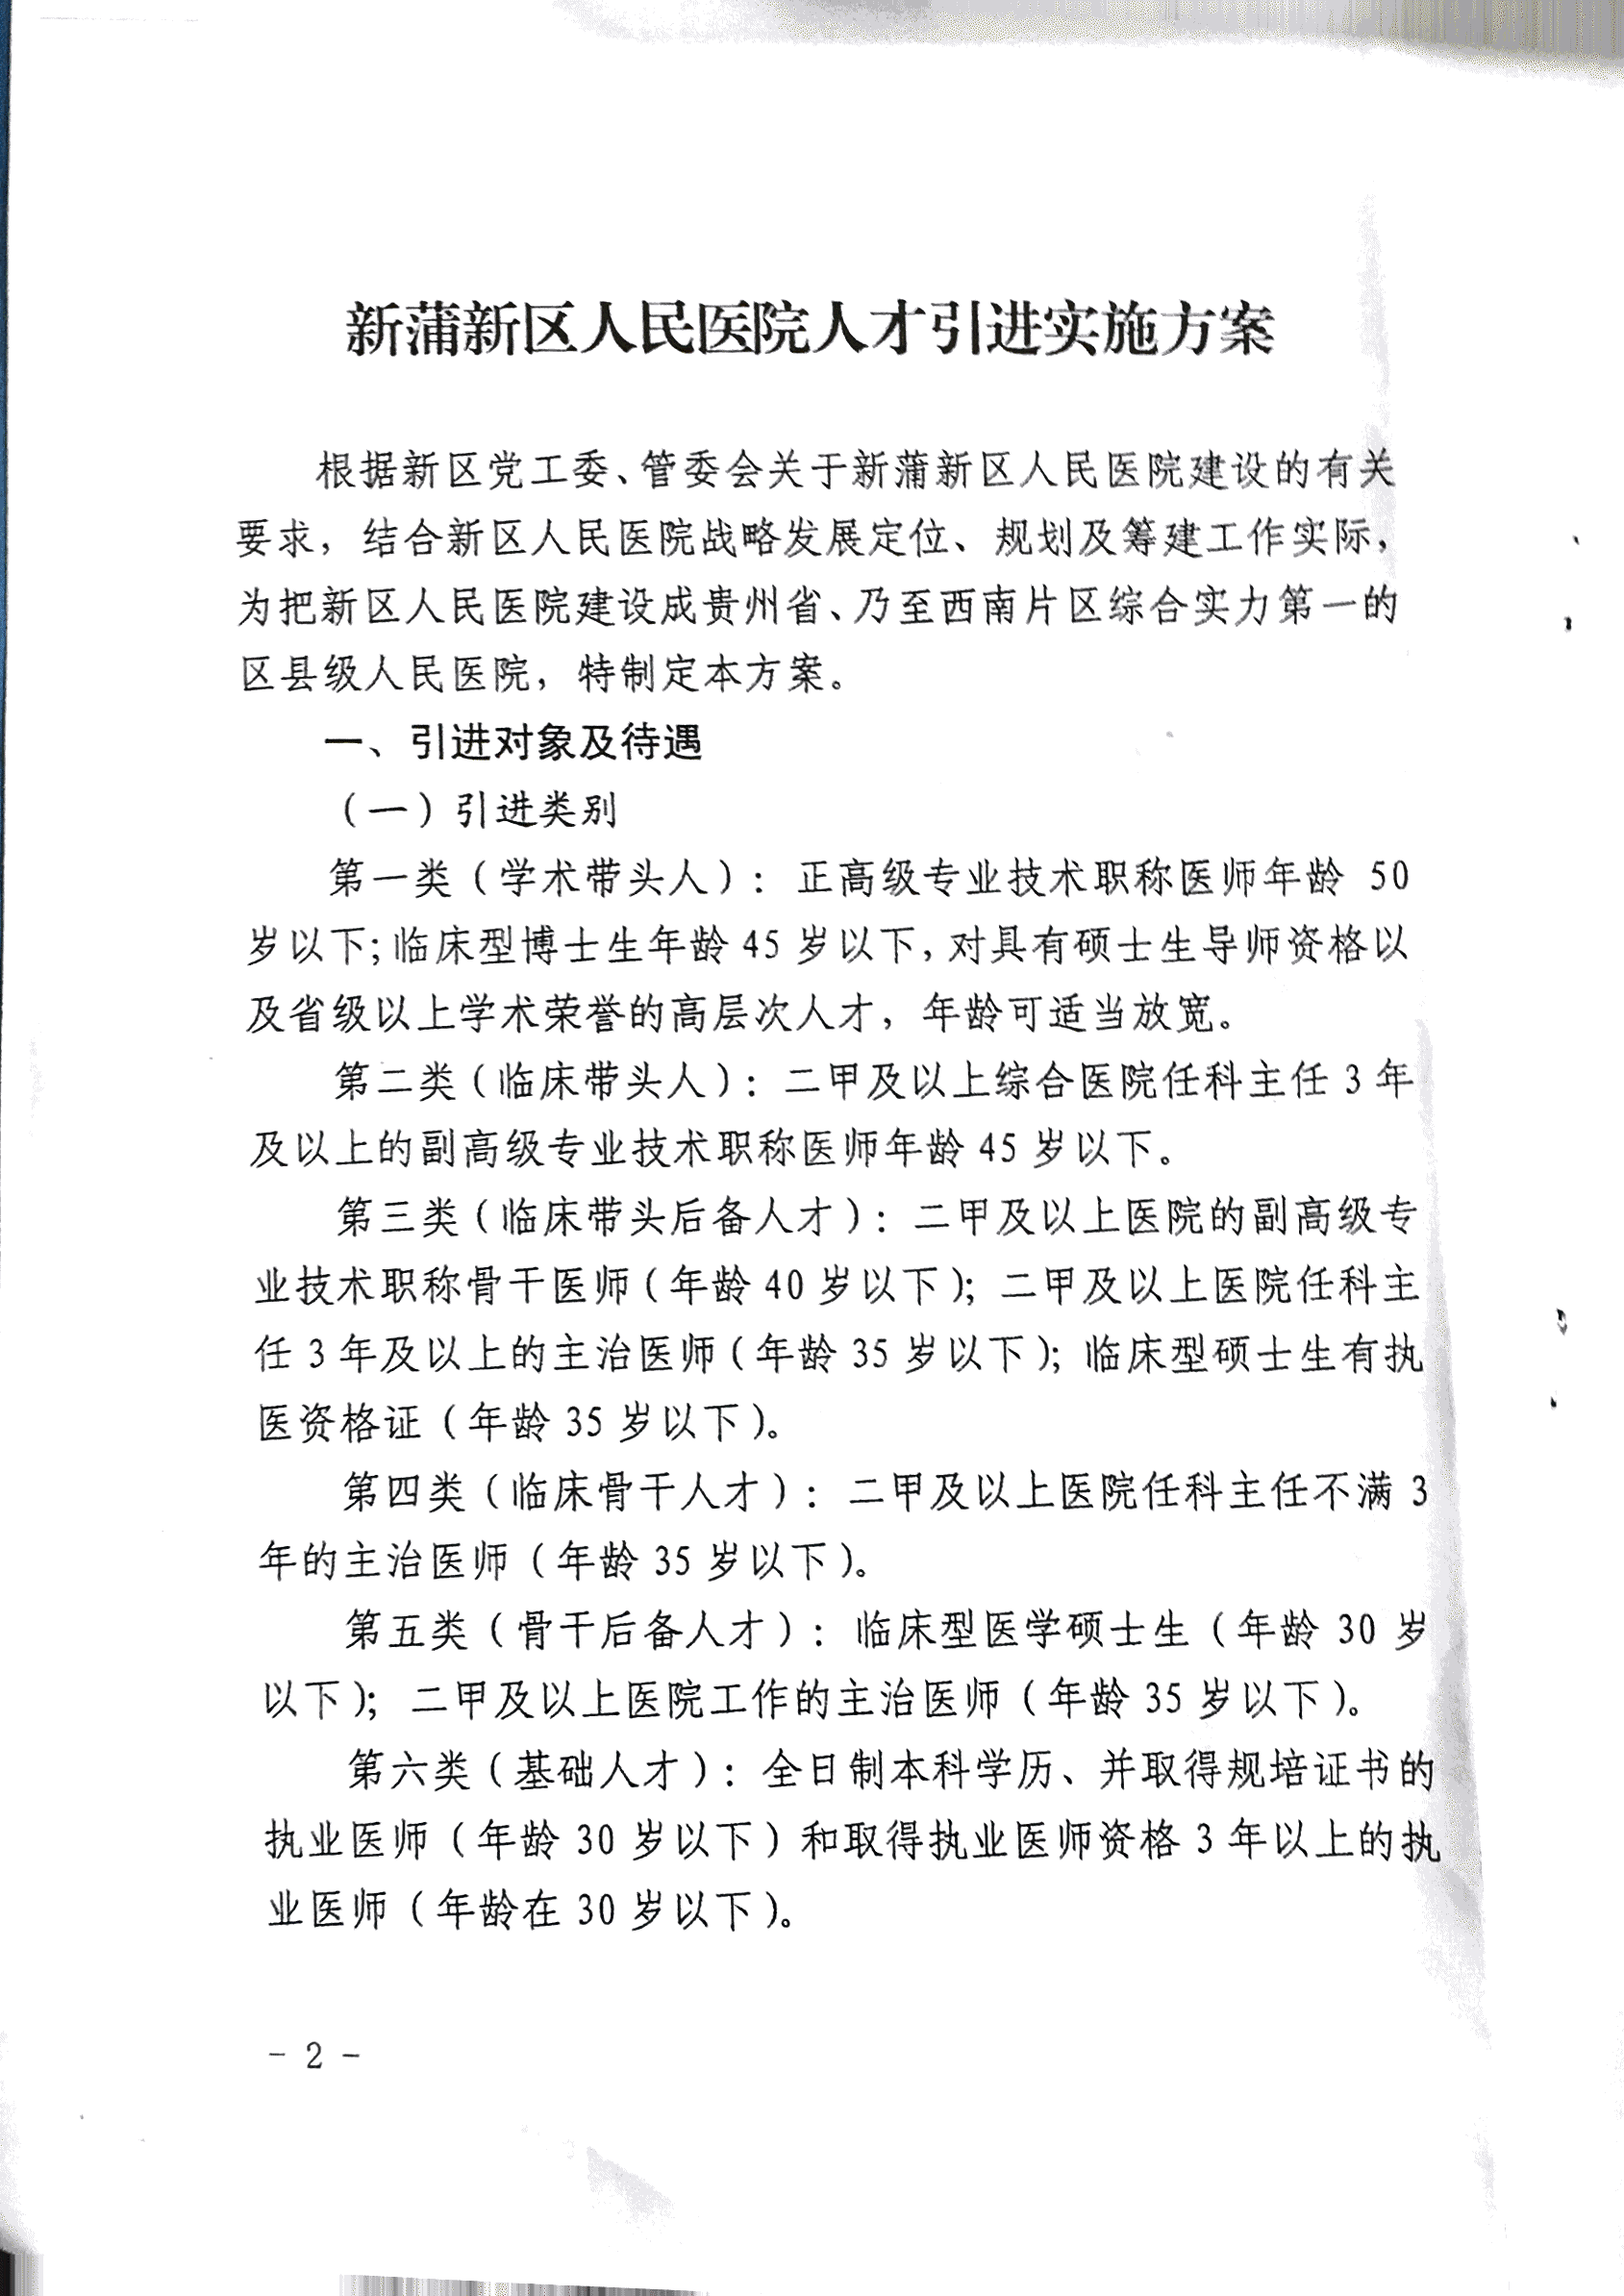 新蒲新区人民医院人才引进实施方案
根据新区党工委、管委会关于新蒲新区人民医院建设的有关
要求，结合新区人民医院战略发展定位、规划及筹建工作实际，
为把新区人民医院建设成贵州省、乃至西南片区综合实力第一的
区县级人民医院，特制定本方案。
一、引进对象及待遇
（一）引进类别
第一类（学术带头人）：正高级专业技术职称医师年龄 50
岁以下；临床型博士生年龄 45 岁以下，对具有硕士生导师资格以
及省级以上学术荣誉的高层次人才，年龄可适当放宽。
第二类（临床带头人）：二甲及以上综合医院任科主任 3 年
及以上的副高级专业技术职称医师年龄 45 岁以下。
第三类（临床带头后备人才）：二甲及以上医院的副高级专
业技术职称骨干医师（年龄 40 岁以下）；二甲及以上医院任科主
任 3 年及以上的主治医师（年龄 35 岁以下）；临床型硕士生有执
医资格证（年龄 35 岁以下）。
第四类（临床骨干人才）：二甲及以上医院任科主任不满 3
年的主治医师（年龄 35 岁以下）。
第五类（骨干后备人才）：临床型医学硕士生（年龄 30 岁
以下）；二甲及以上医院工作的主治医师（年龄 35 岁以下）。
第六类（基础人才）：全日制本科学历、并取得规培证书的
执业医师（年龄 30 岁以下）和取得执业医师资格 3 年以上的执
业医师（年龄在 30 岁以下）。
- 2 -